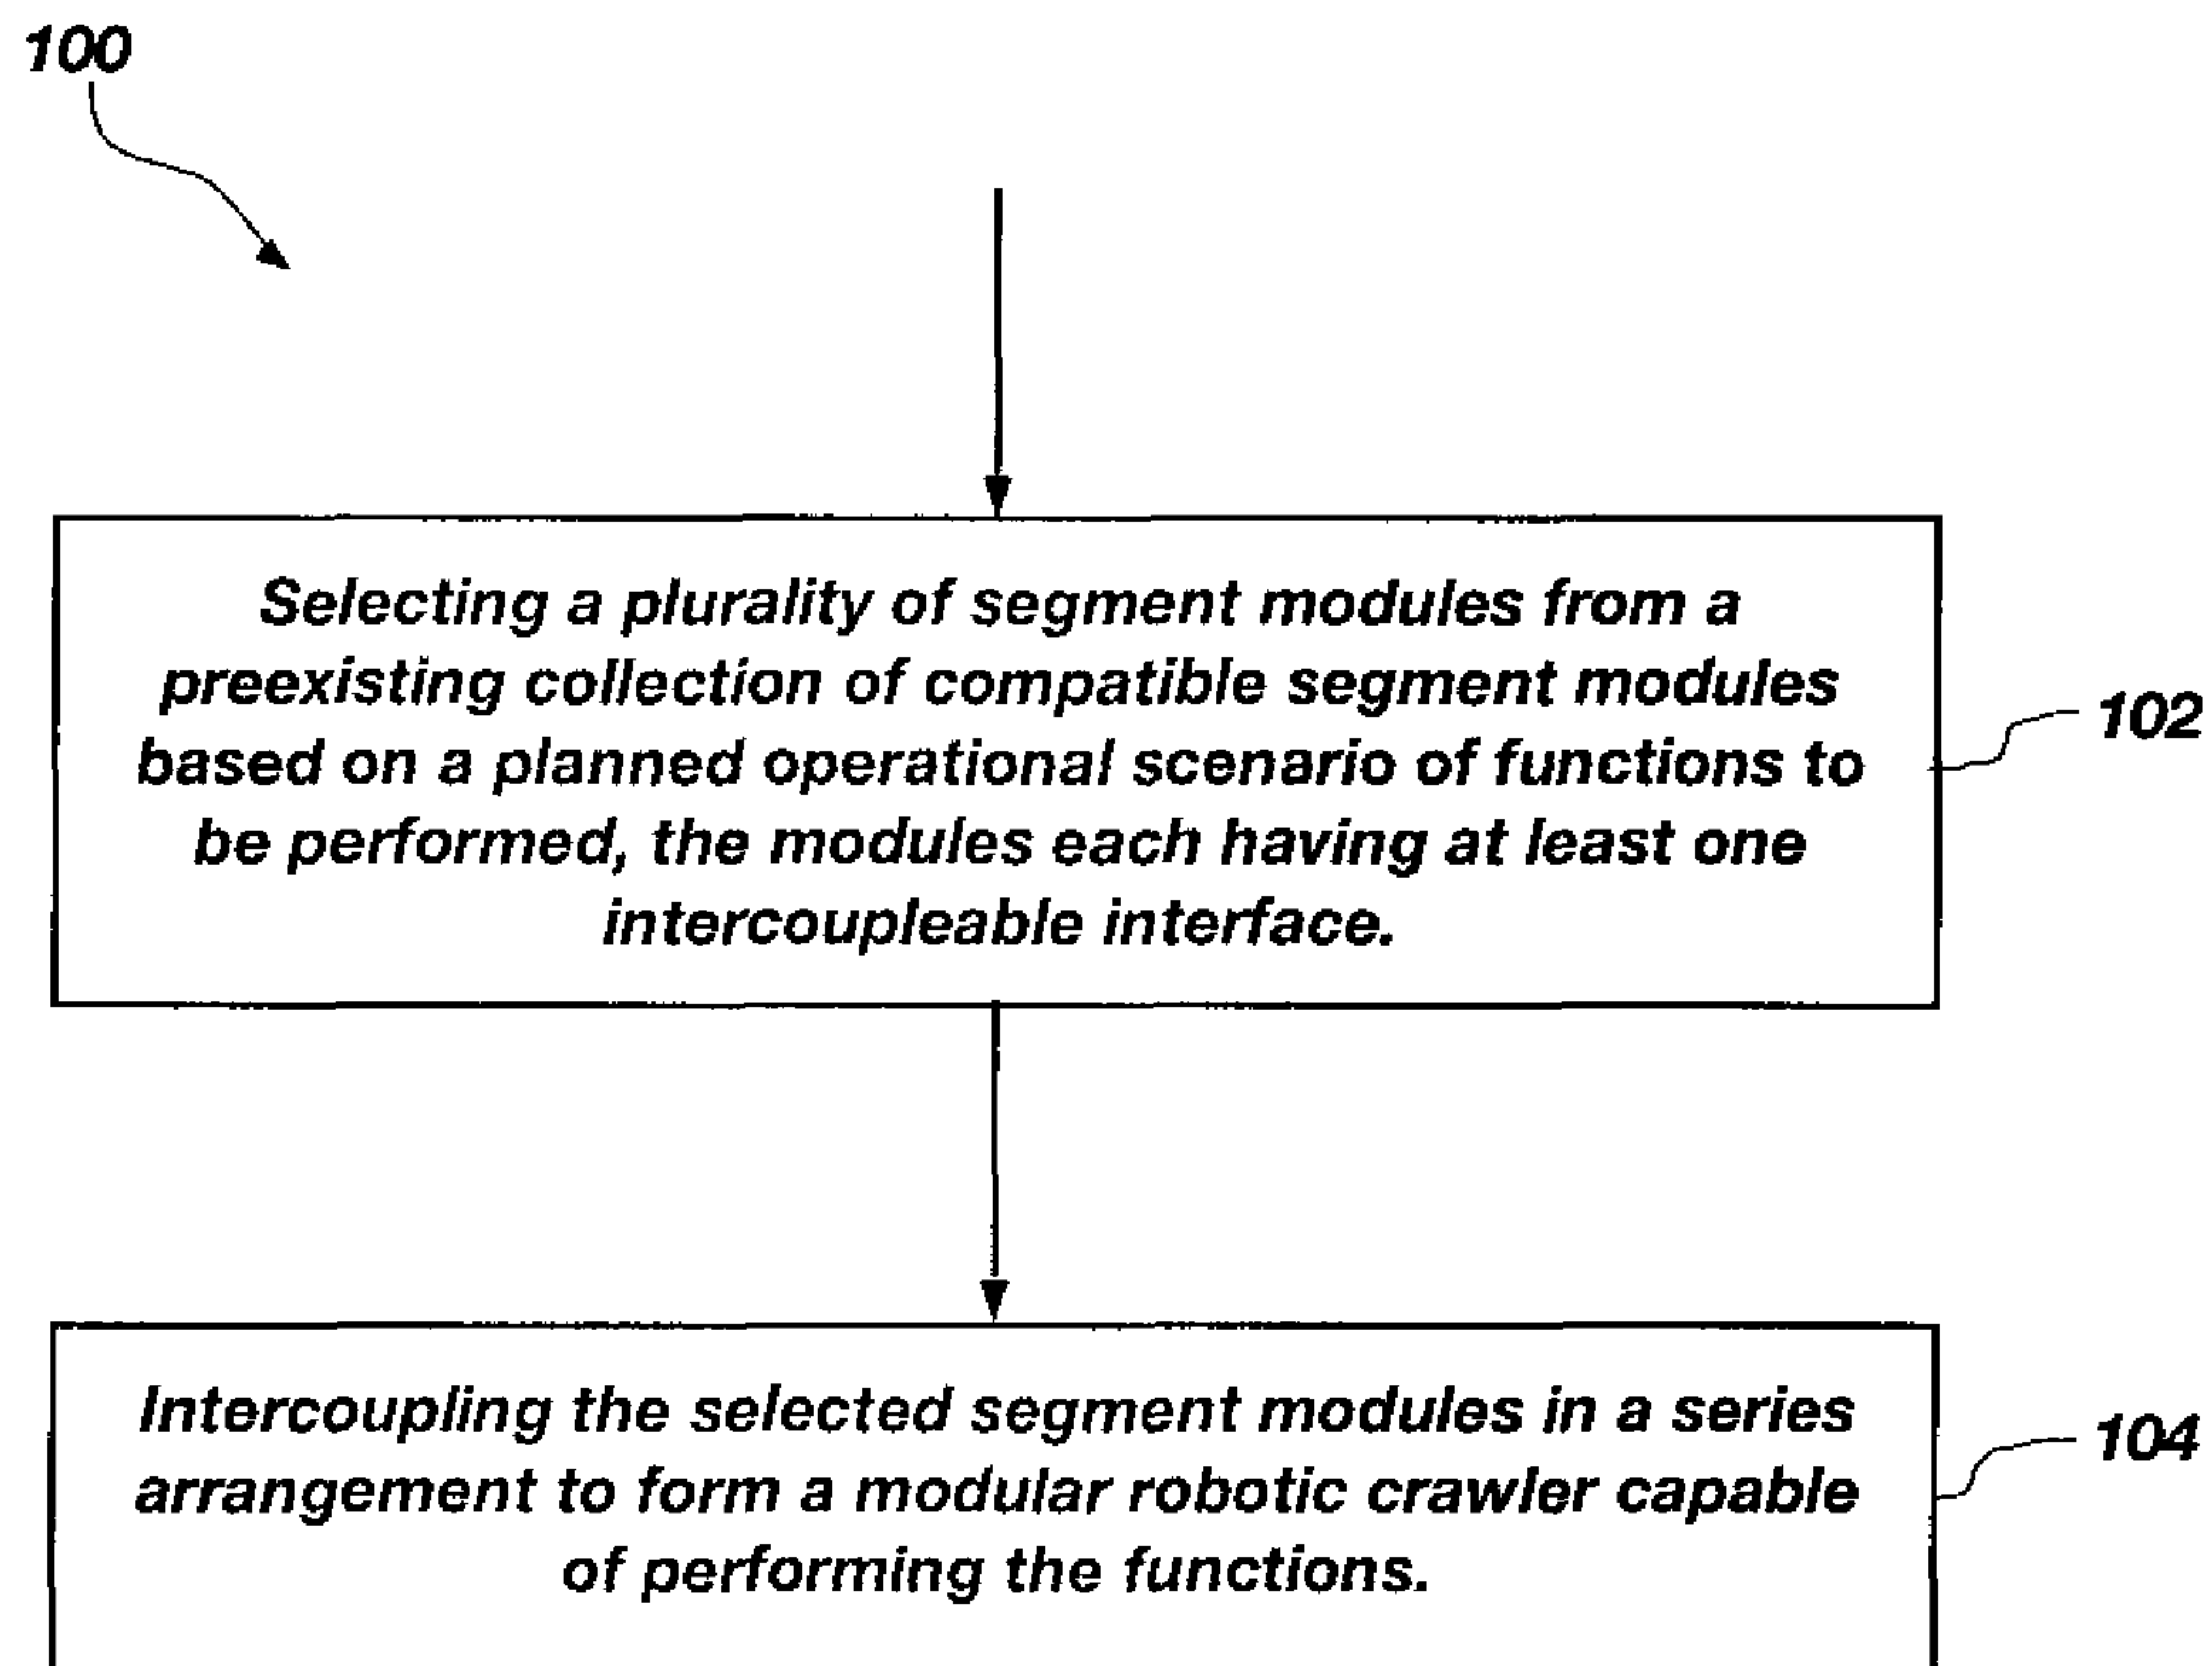 100
Selecting a plurality of segment modules from a
preexisting collection of compatible segment modules
based on a planned operational scenario of functions to
be performed, the modules each having at least one
intercoupleable interface.
102
Intercoupling the selected segment modules in a series
arrangement to form a modular robotic crawler capable
of performing the functions.
104